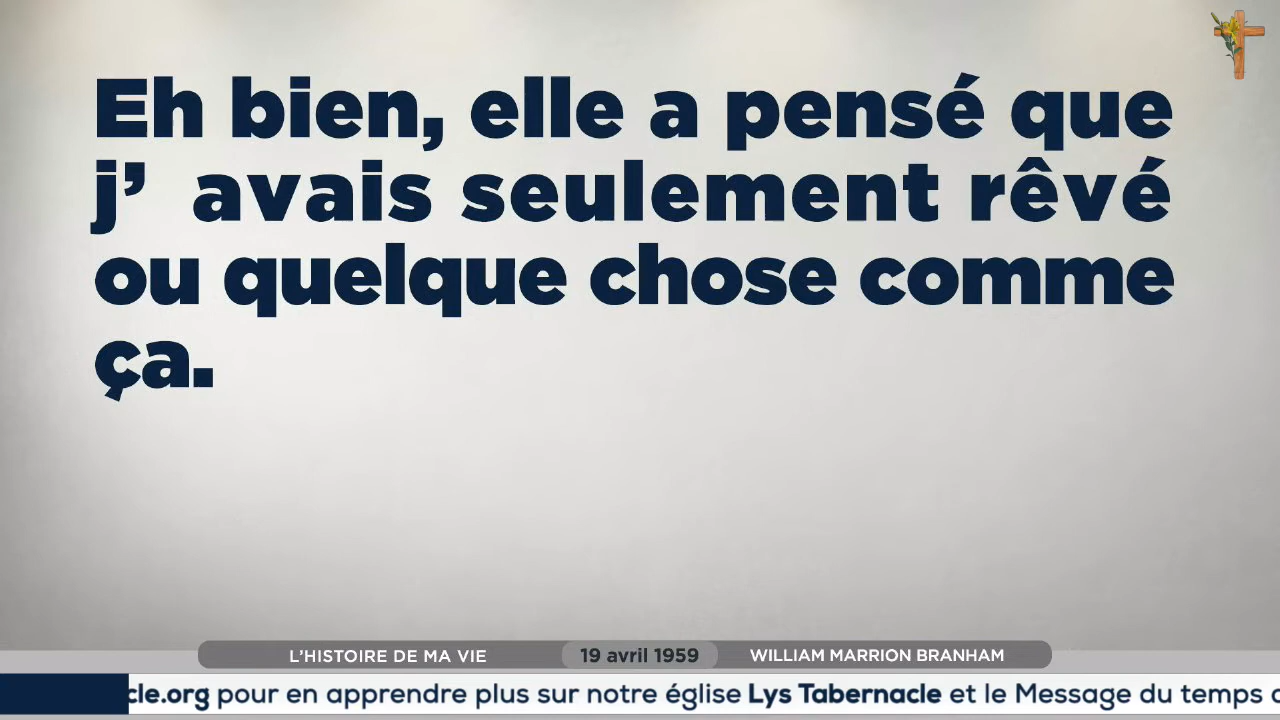 Eh bien, elle a pensé que
j’ avais seulement rêvé
ou quelque chose comme
ça.
L’HISTOIRE DE MA VIE 19 avril 1959 WILLIAM MARRION BRANHAM
cle.org pour en apprendre plus sur notre église Lys Tabernacle et le Message du temps